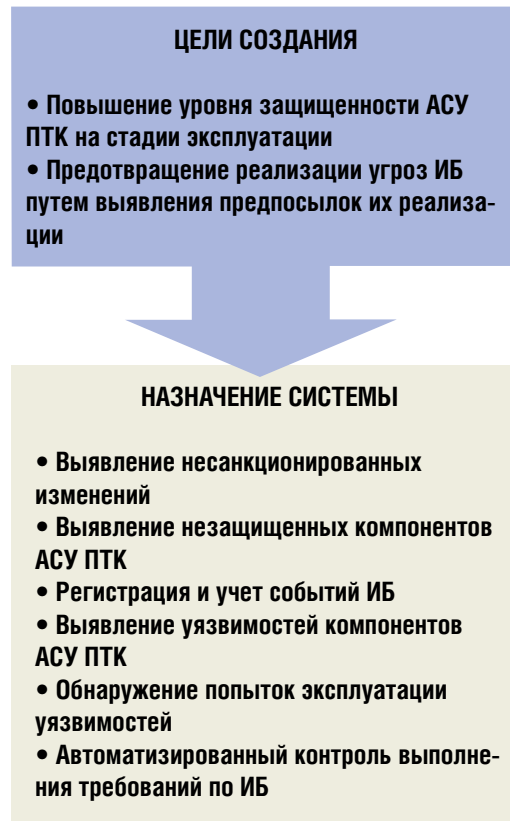 ЦЕЛИ СОЗДАНИЯ
• Повышение уровня защищенности АСУ
ПТК на стадии эксплуатации
• Предотвращение реализации угроз ИБ
путем выявления предпосылок их реализа-
ции
НАЗНАЧЕНИЕ СИСТЕМЫ
• Выявление несанкционированных
изменений
• Выявление незащищенных компонентов
АСУ ПТК
• Регистрация и учет событий ИБ
• Выявление уязвимостей компонентов
АСУ ПТК
• Обнаружение попыток эксплуатации
уязвимостей
• Автоматизированный контроль выполне-
ния требований по ИБ